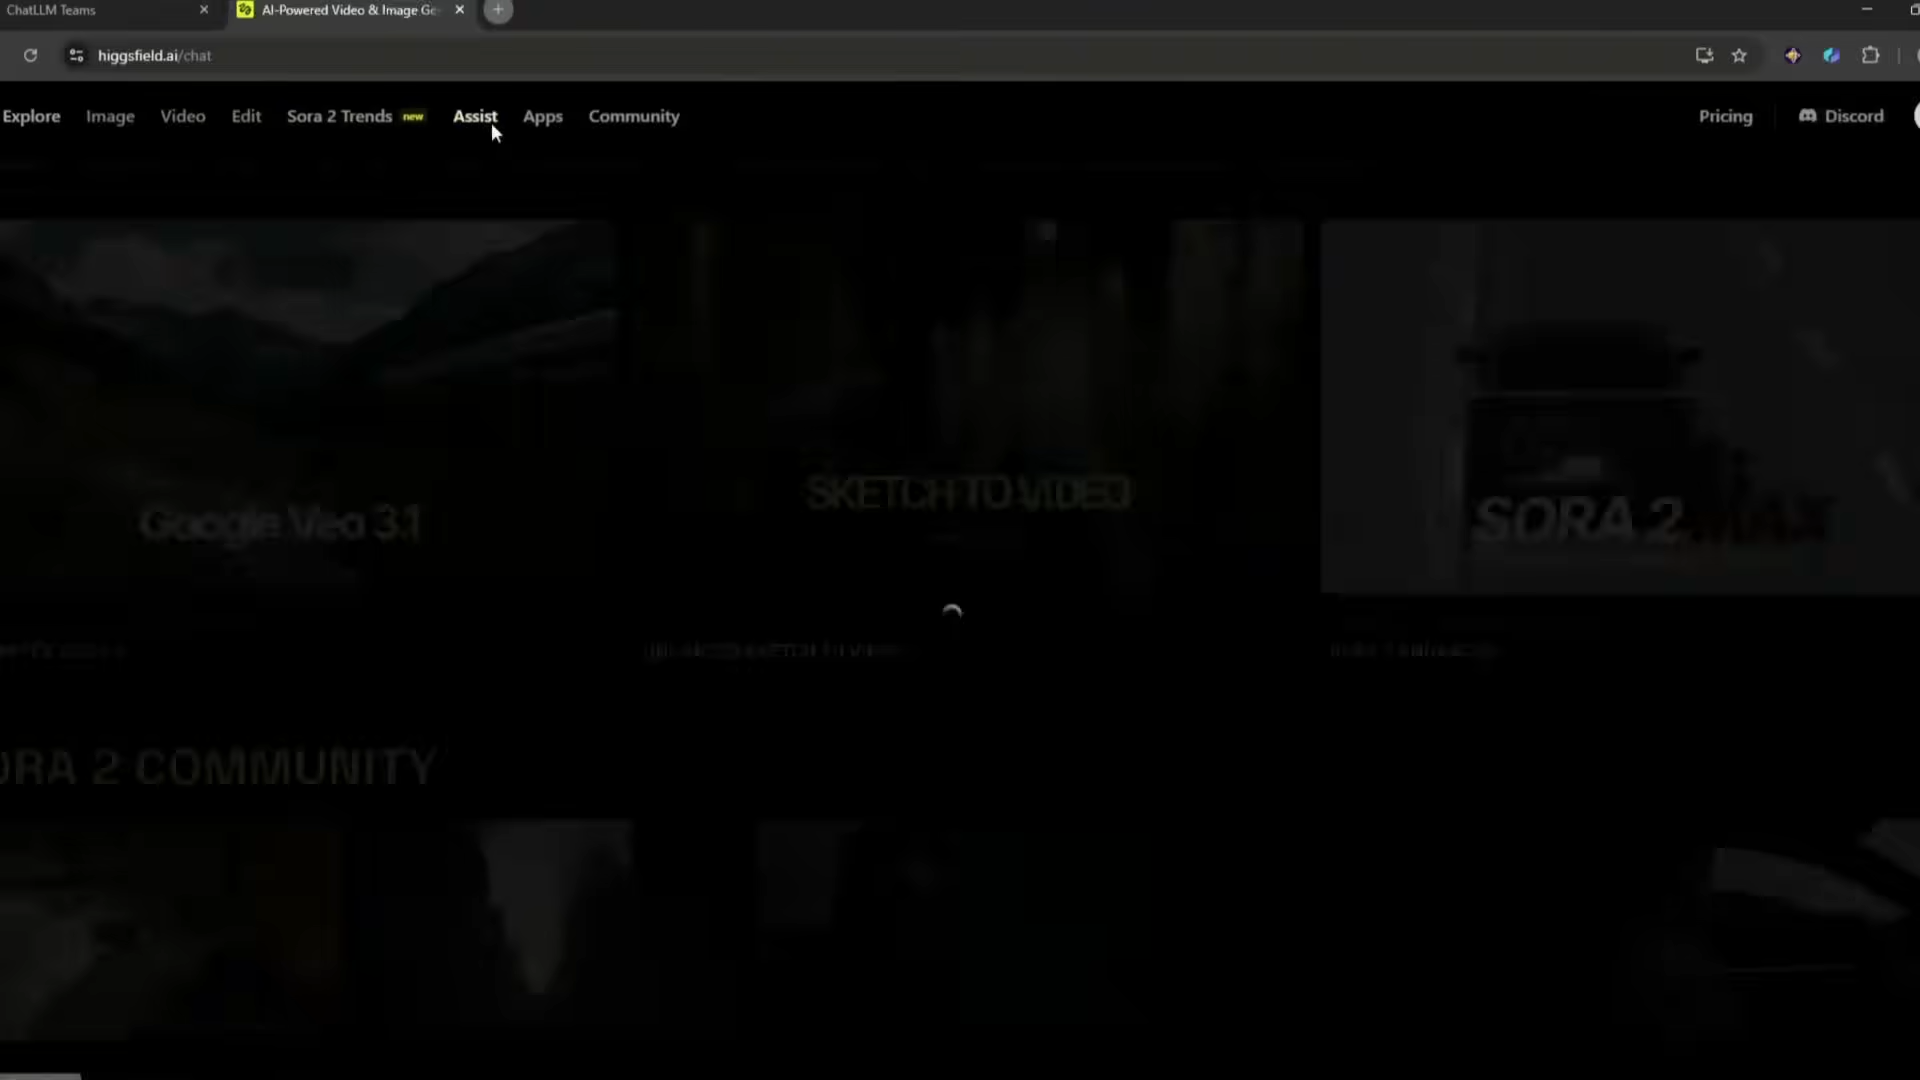 ChatLLM Teams
AI-Powered Video & Image Ge
higgsfield.ai/chat
Explore Image Video Edit Sora 2 Trends new Assist Apps Community Pricing Discord
Google Veo 3.1
SKETCH TO VIDEO
SORA 2
ORA 2 COMMUNITY